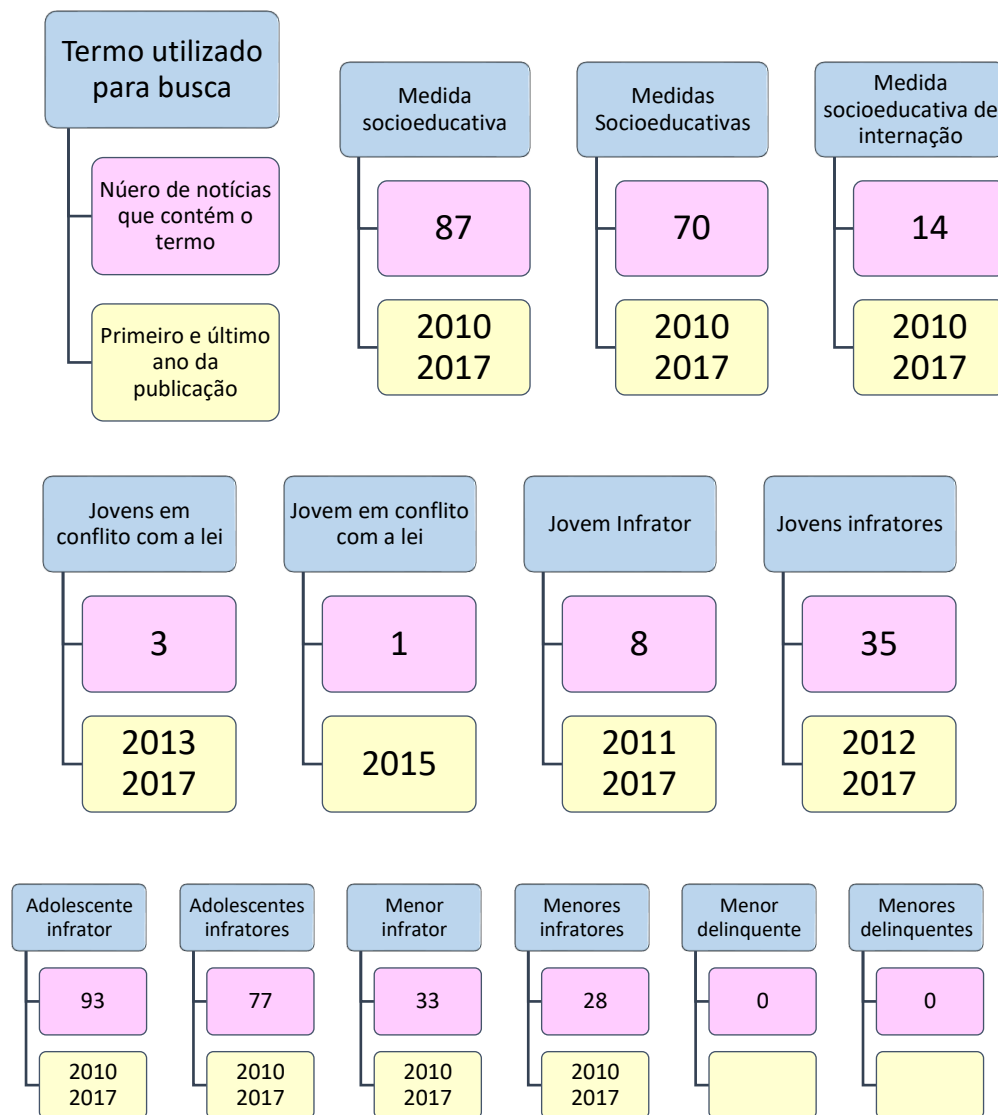 Termo utilizado
para busca
Núero de notícias
que contém o
termo
Primeiro e último
ano da
publicação
Medida
socioeducativa
87
2010
2017
Medidas
Socioeducativas
70
2010
2017
Medida
socioeducativa de
internação
14
2010
2017
Jovens em
conflito com a lei
3
2013
2017
Jovem em conflito
com a lei
1
2015
Jovem Infrator
8
2011
2017
Jovens infratores
35
2012
2017
Adolescente
infrator
93
2010
2017
Adolescentes
infratores
77
2010
2017
Menor
infrator
33
2010
2017
Menores
infratores
28
2010
2017
Menor
delinquente
0
Menores
delinquentes
0